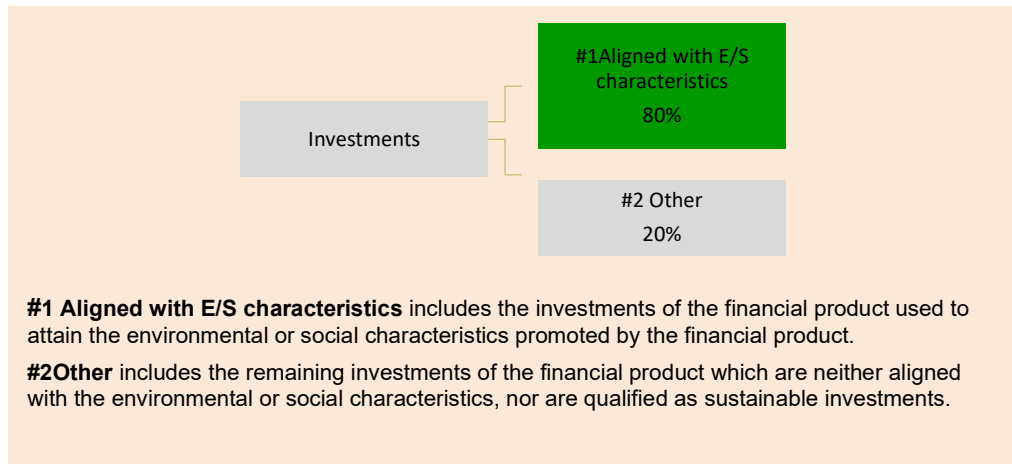 #1Aligned with E/S
characteristics
80%
Investments
#2 Other
20%
#1 Aligned with E/S characteristics includes the investments of the financial product used to
attain the environmental or social characteristics promoted by the financial product.
#2Other includes the remaining investments of the financial product which are neither aligned
with the environmental or social characteristics, nor are qualified as sustainable investments.